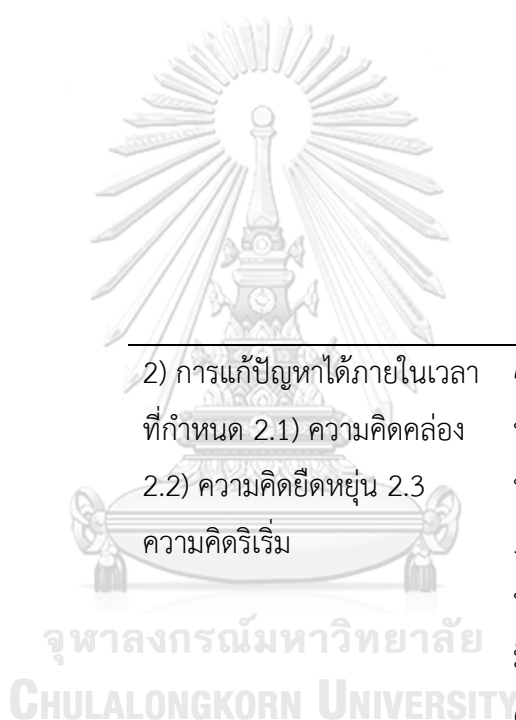 2) การแก้ปัญหาได้ภายในเวลา
ที่กำหนด 2.1) ความคิดคล่อง
2.2) ความคิดยืดหยุ่น 2.3
ความคิดริเริ่ม
จุฬาลงกรณ์มหาวิทยาลัย
CHULALONGKORN UNIVERSITY